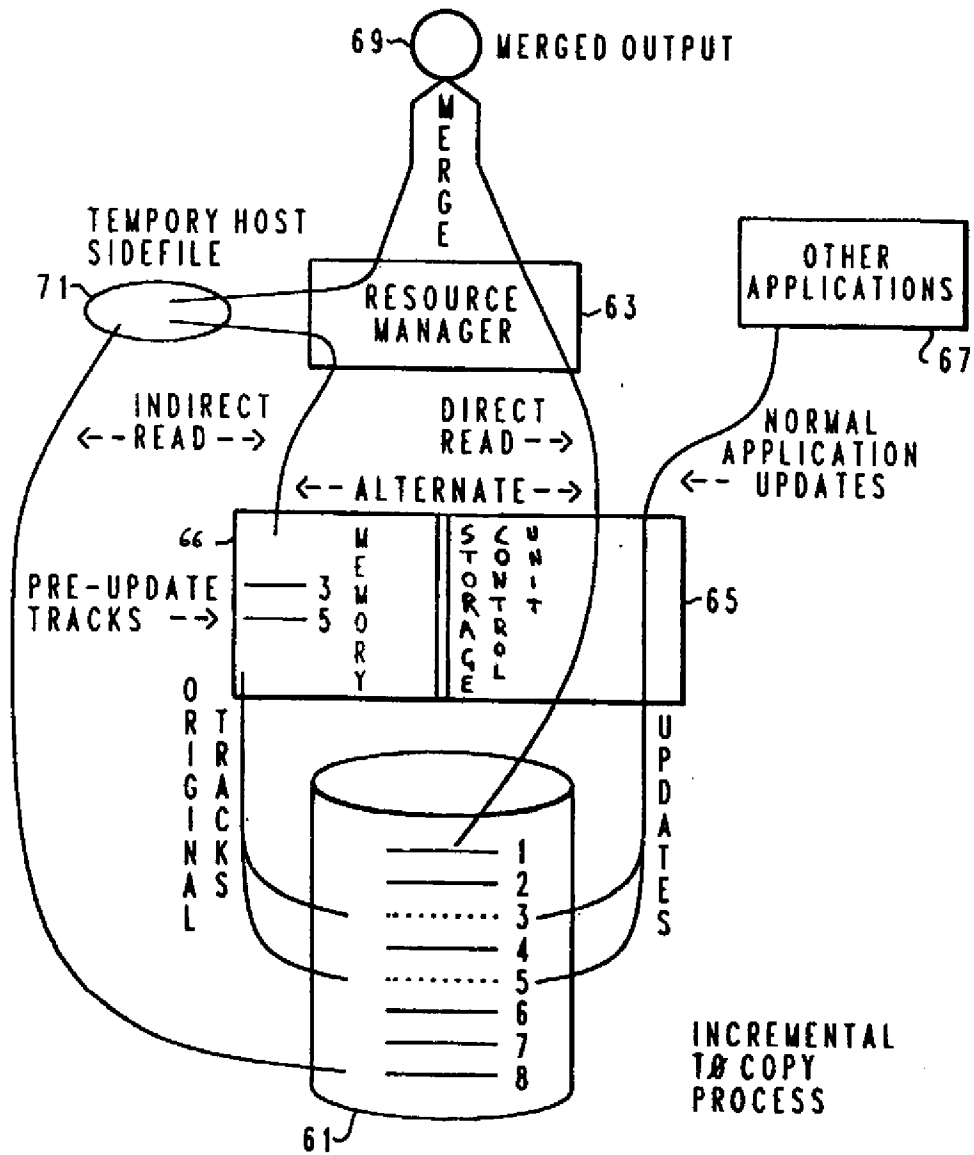 69
MERGED OUTPUT
MERGE
TEMPORY HOST
SIDEFILE
71
RESOURCE
MANAGER
63
OTHER
APPLICATIONS
67
INDIRECT
<--READ-->
DIRECT
READ-->
NORMAL
APPLICATION
<-- UPDATES
<--ALTERNATE-->
66
MEMORY
STORAGE
CONTROL
UNIT
65
PRE-UPDATE
TRACKS -->
3
5
ORIGINAL
TRACKS
UPDATES
1
2
3
4
5
6
7
8
61
INCREMENTAL
T0 COPY
PROCESS